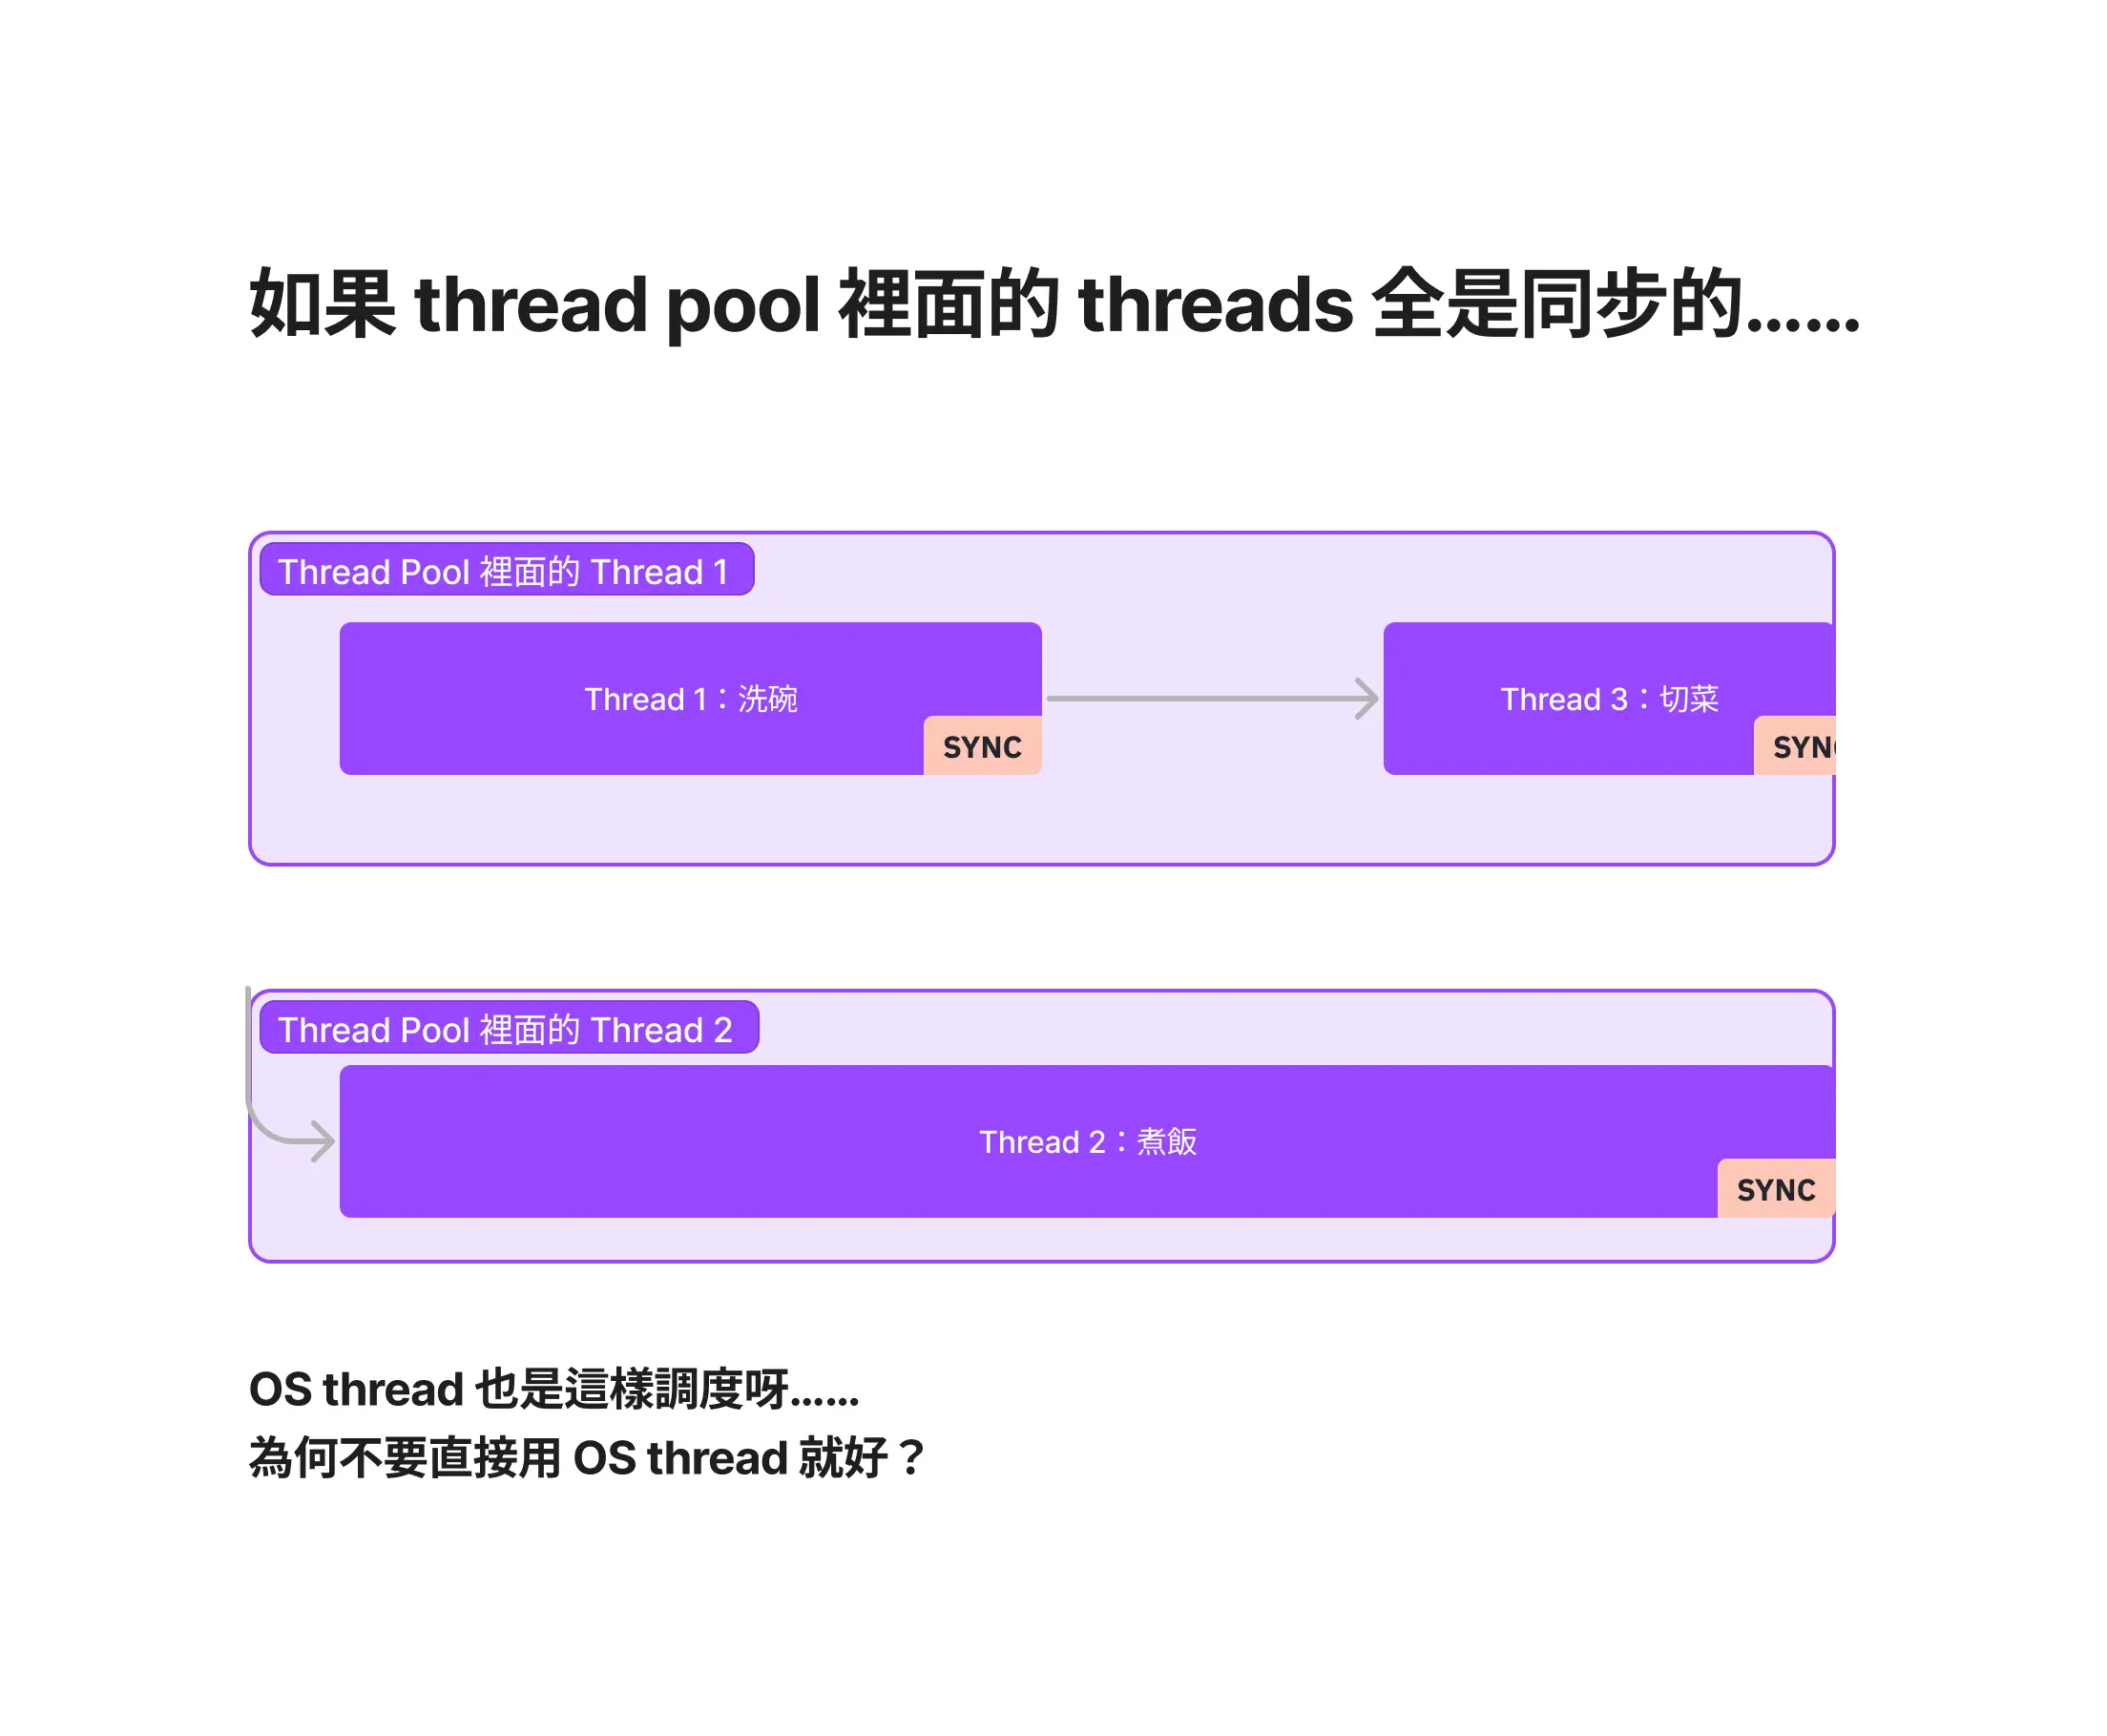 如果 thread pool 裡面的 threads 全是同步的......
Thread Pool 裡面的 Thread 1
Thread 1：洗碗
SYNC
Thread 3：切菜
SYNC
Thread Pool 裡面的 Thread 2
Thread 2：煮飯
SYNC
OS thread 也是這樣調度呀......
為何不要直接用 OS thread 就好？